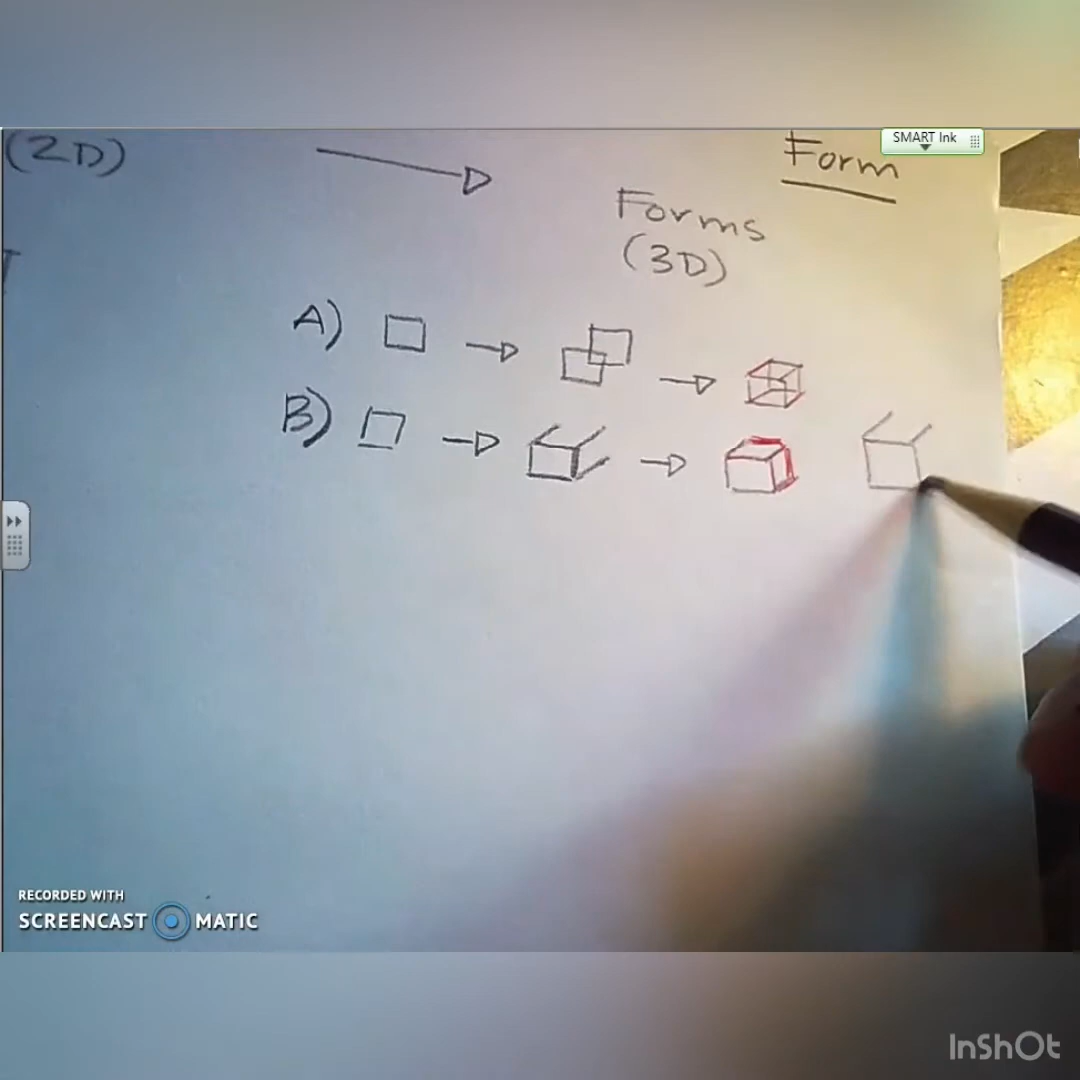 (2D)
Form
SMART Ink
Forms
(3D)
A)
B)
RECORDED WITH
SCREENCAST MATIC
InShOt